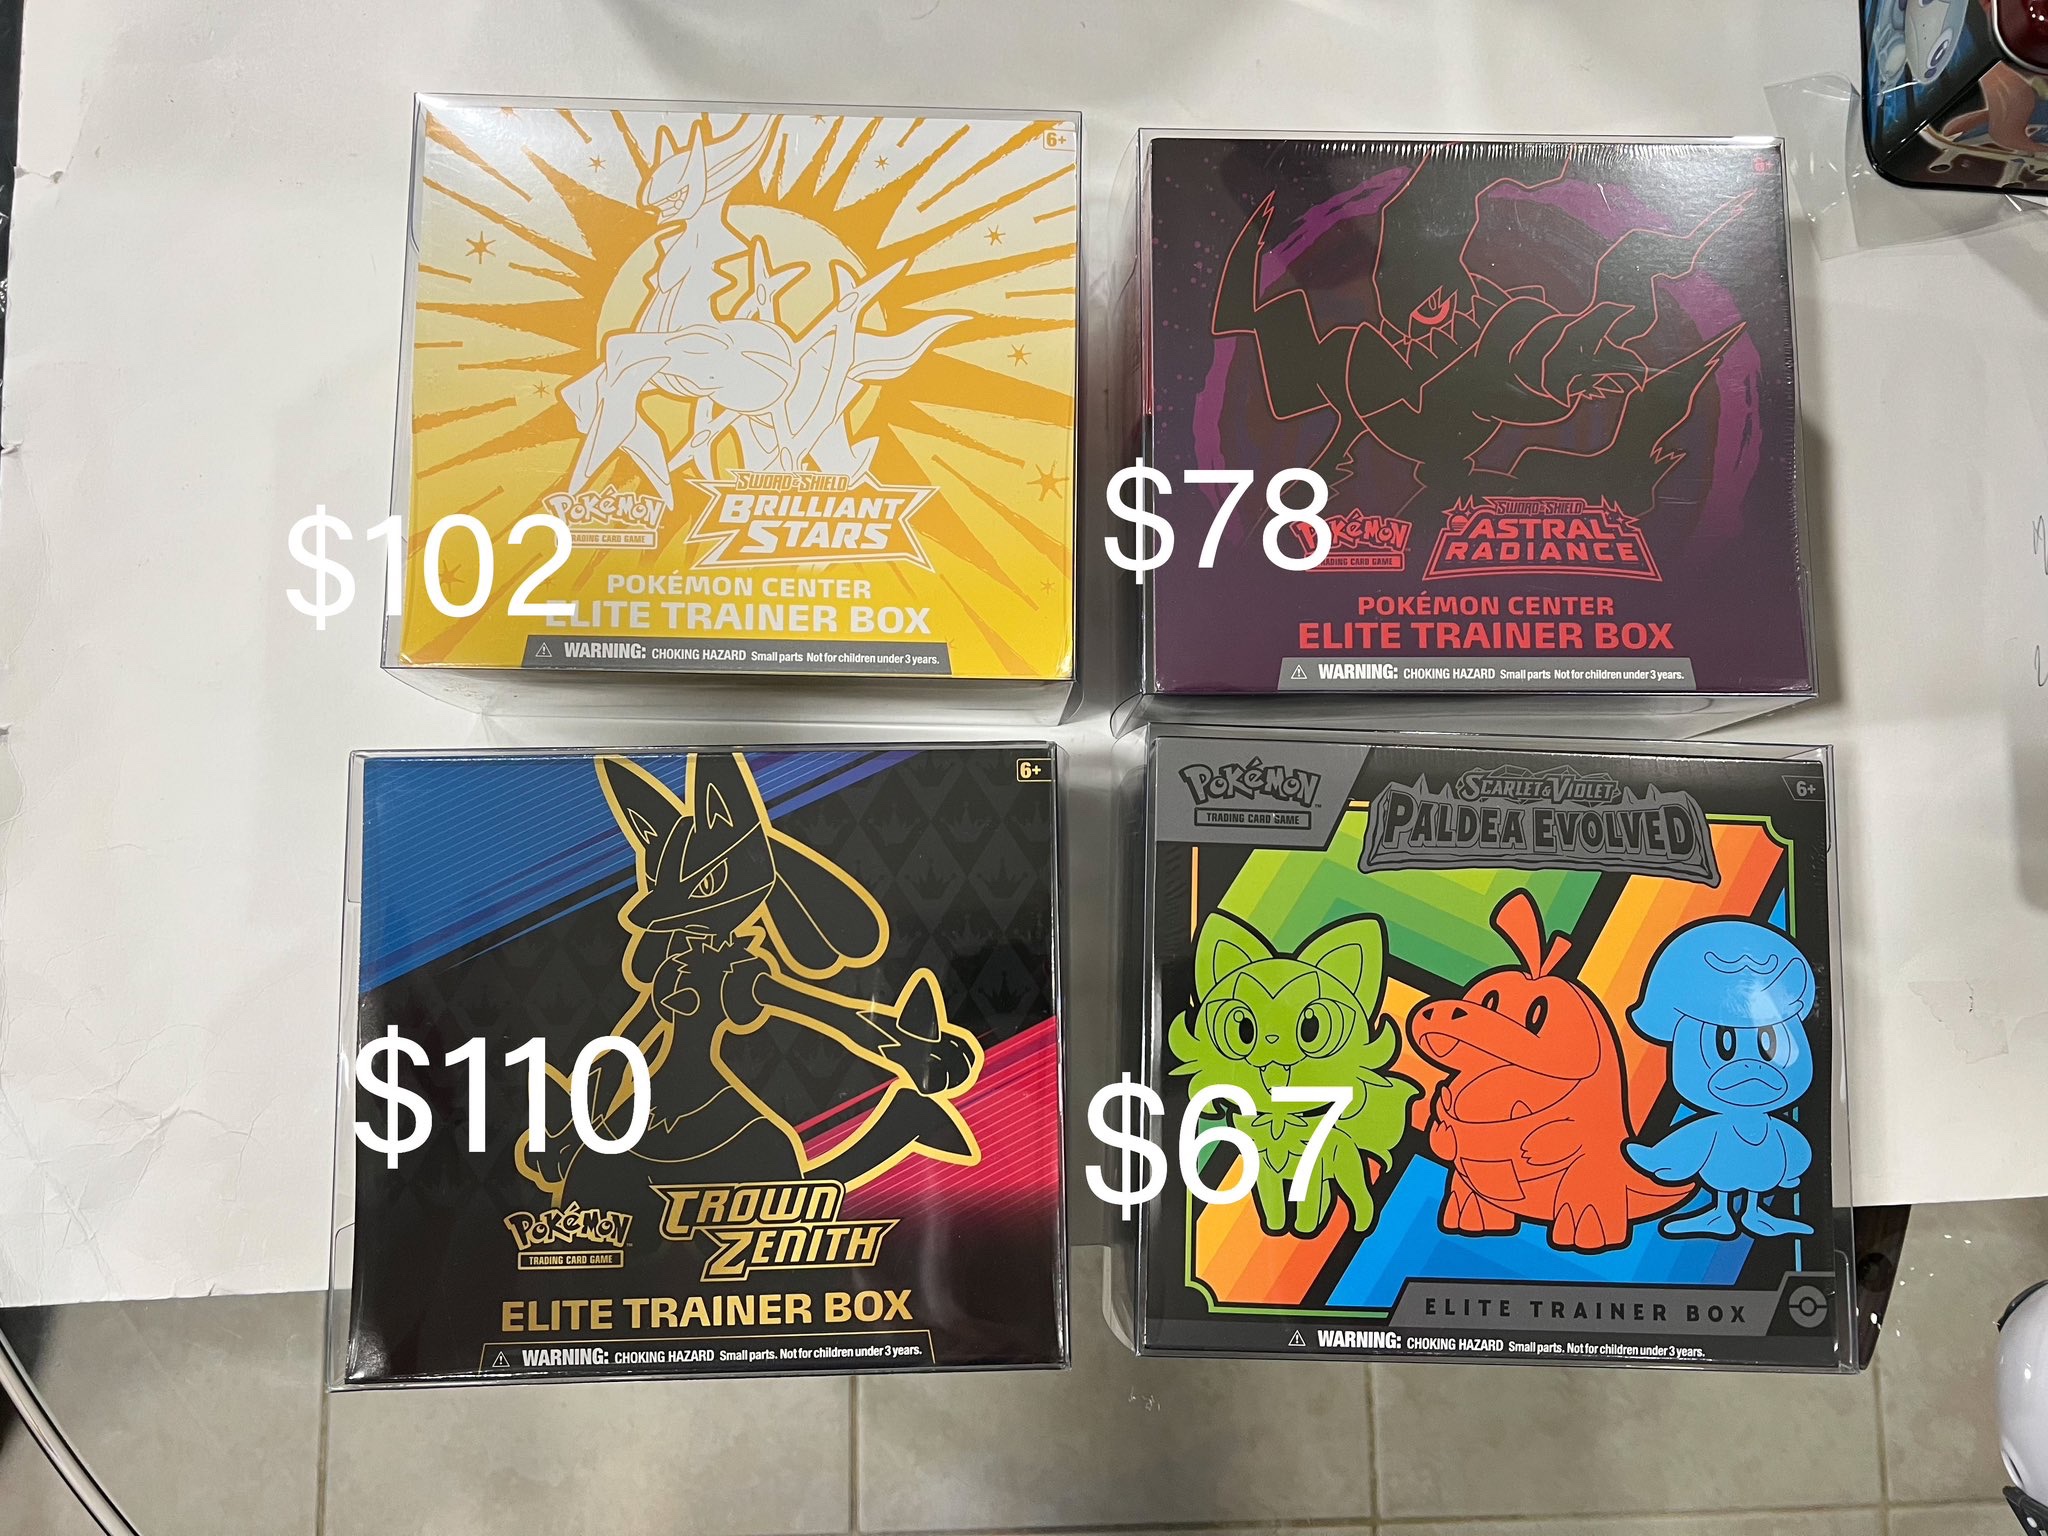 6+
$102
POKéMON
TRADING CARD GAME
SWORD & SHIELD
BRILLIANT
STARS
POKÉMON CENTER
ELITE TRAINER BOX
WARNING: CHOKING HAZARD Small parts Not for children under 3 years.
6+
$78
POKéMON
TRADING CARD GAME
SWORD & SHIELD
ASTRAL
RADIANCE
POKÉMON CENTER
ELITE TRAINER BOX
WARNING: CHOKING HAZARD Small parts Not for children under 3 years.
6+
$110
POKéMON
TRADING CARD GAME
CROWN
ZENITH
ELITE TRAINER BOX
WARNING: CHOKING HAZARD Small parts. Not for children under 3 years.
POKéMON
TRADING CARD GAME
SCARLET & VIOLET
PALDEA EVOLVED
6+
$67
ELITE TRAINER BOX
WARNING: CHOKING HAZARD Small parts. Not for children under 3 years.